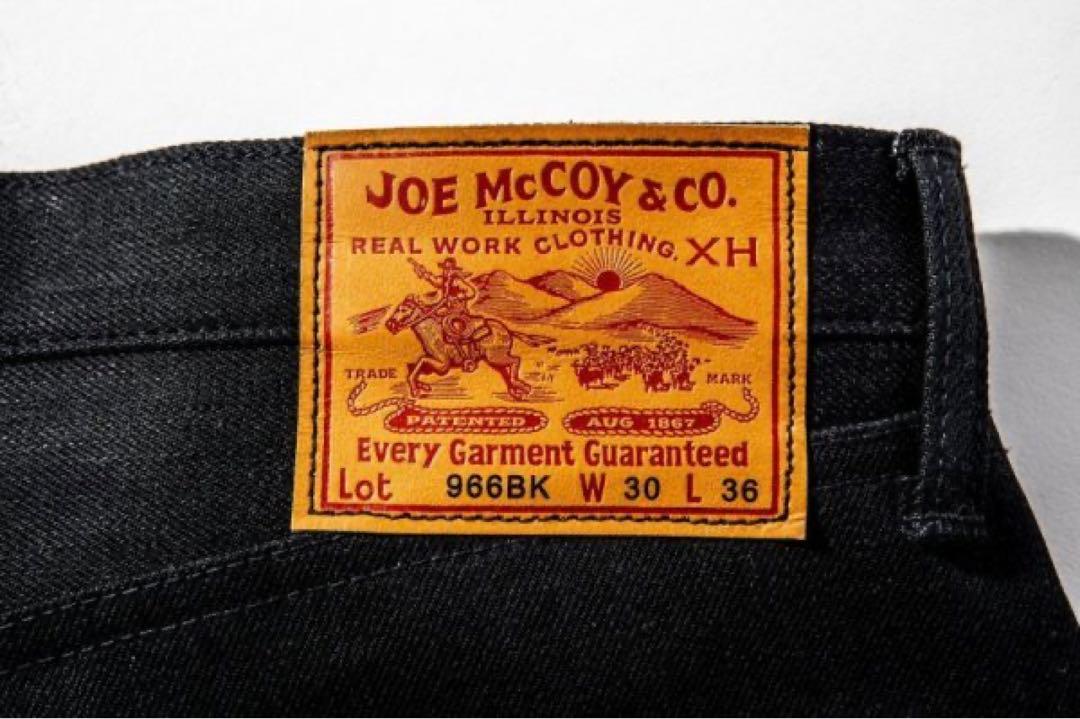 JOE McCOY & CO.
ILLINOIS
REAL WORK CLOTHING. XH
TRADE MARK
PATENTED AUG 1867
Every Garment Guaranteed
Lot 966BK W 30 L 36